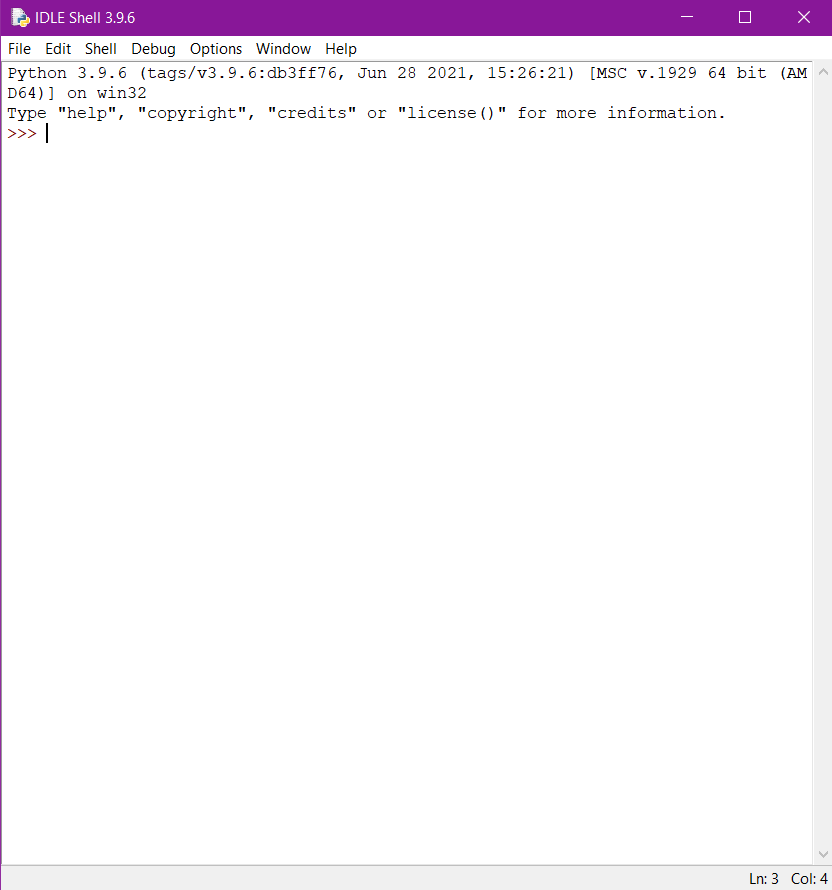 IDLE Shell 3.9.6
File Edit Shell Debug Options Window Help
Python 3.9.6 (tags/v3.9.6:db3ff76, Jun 28 2021, 15:26:21) [MSC v.1929 64 bit (AM
D64)] on win32
Type "help", "copyright", "credits" or "license()" for more information.
>>>
Ln: 3 Col: 4